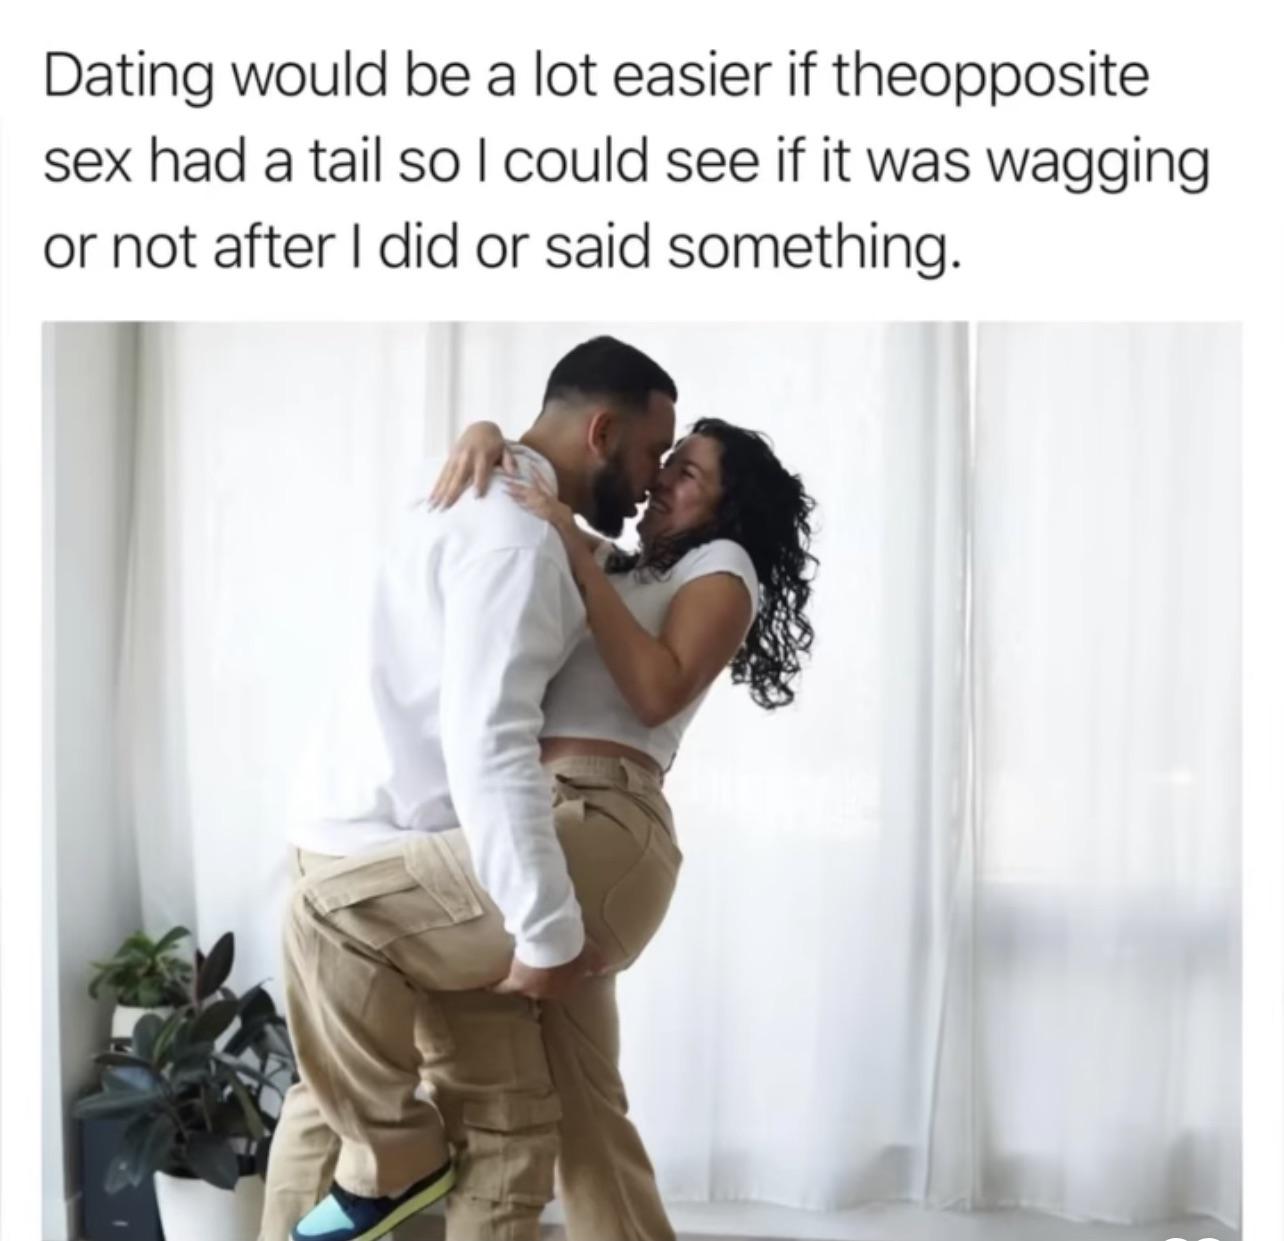 Dating would be a lot easier if theopposite
sex had a tail so I could see if it was wagging
or not after I did or said something.